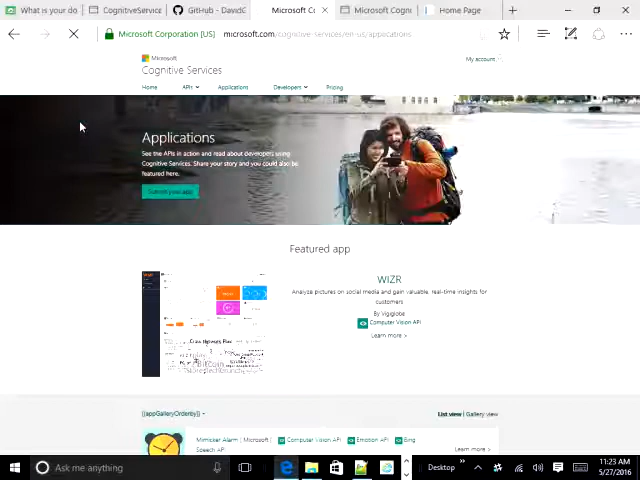 What is your do.
CognitiveService
GitHub - DavidC
Microsoft Co
Microsoft Cogni
Home Page
Microsoft Corporation [US]
microsoft.com/cognitive-services/en-us/applications
Microsoft
Cognitive Services
My account
Home
APIs
Applications
Developers
Pricing
Applications
See the APIs in action and read about developers using
Cognitive Services. Share your story and you could also be
featured here.
Submit your app
Featured app
WIZR
Analyze pictures on social media and gain valuable, real-time insights for
customers
By Vigiglobe
Computer Vision API
Learn more >
{{appGalleryOrderby}}
List view | Gallery view
Mimicker Alarm | Microsoft |
Computer Vision API
Emotion API
Bing
Speech API
Learn more >
Ask me anything
Desktop
11:23 AM
5/27/2016